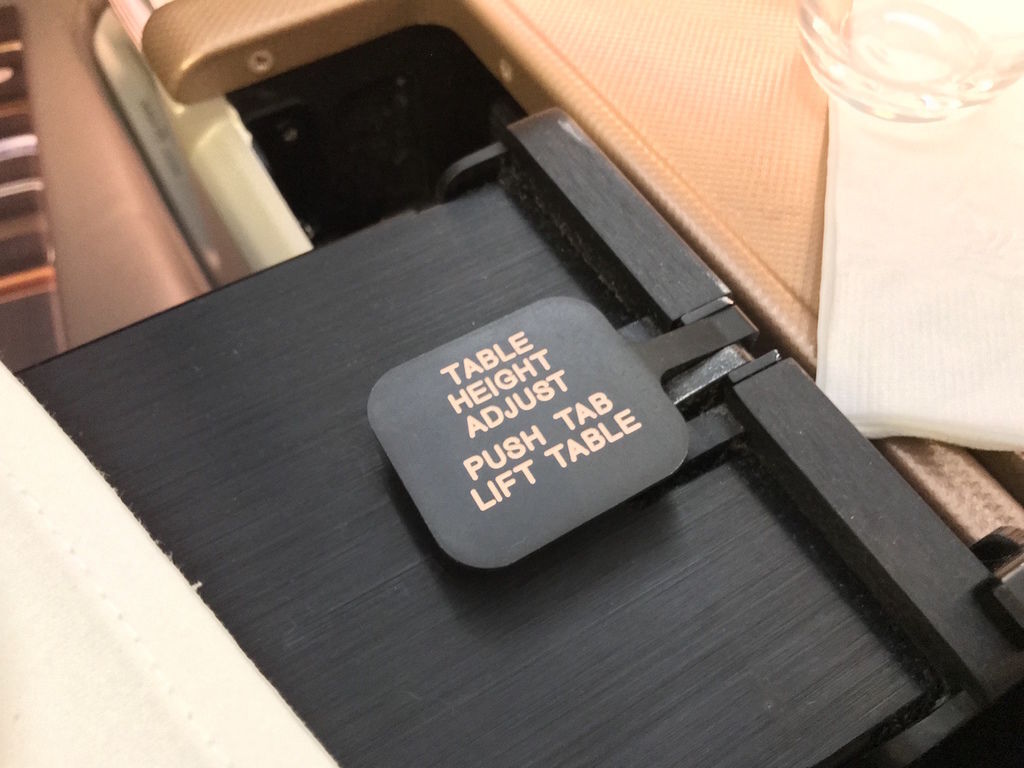 TABLE
HEIGHT
ADJUST
PUSH TAB
LIFT TABLE